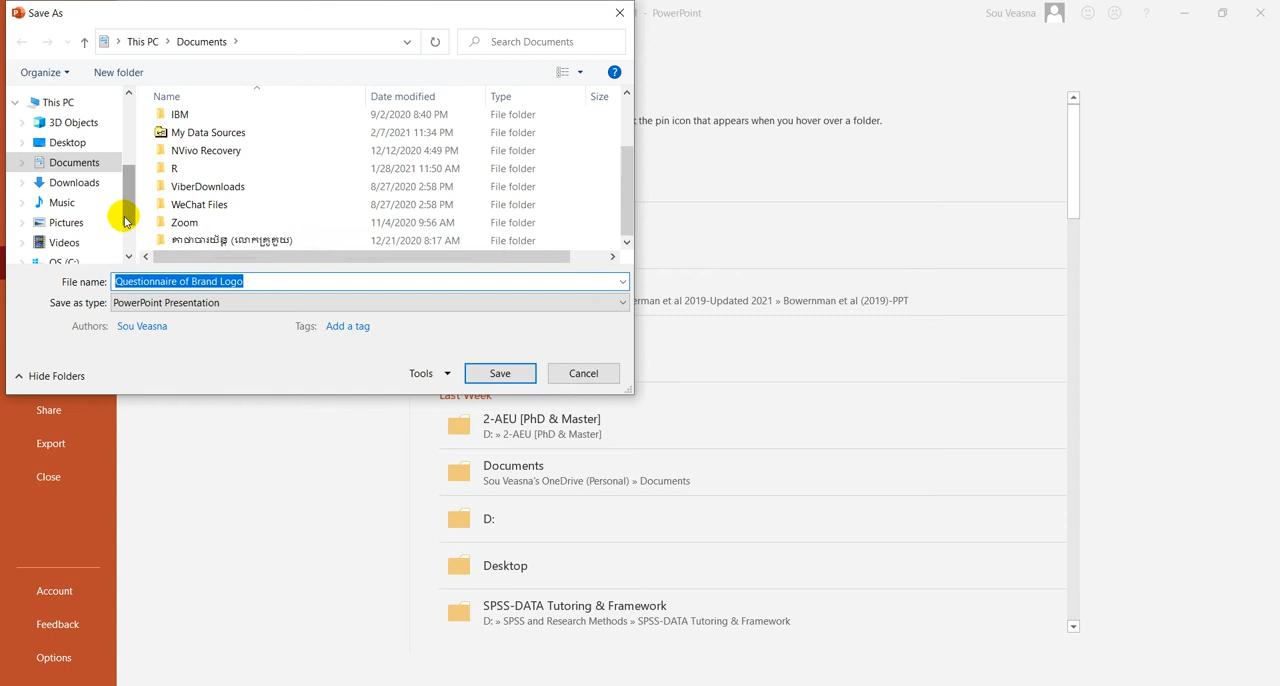 Save As
PowerPoint
Sou Veasna
?
This PC
Documents
Search Documents
Organize
New folder
?
This PC
3D Objects
Desktop
Documents
Downloads
Music
Pictures
Videos
OS (C:)
Name Date modified Type Size
IBM 9/2/2020 8:40 PM File folder
My Data Sources 2/7/2021 11:34 PM File folder
NVivo Recovery 12/12/2020 4:49 PM File folder
R 1/28/2021 11:50 AM File folder
ViberDownloads 8/27/2020 2:58 PM File folder
WeChat Files 8/27/2020 2:58 PM File folder
Zoom 11/4/2020 9:56 AM File folder
12/21/2020 8:17 AM File folder
File name: Questionnaire of Brand Logo
Save as type: PowerPoint Presentation
Authors: Sou Veasna
Tags: Add a tag
Hide Folders
Tools
Save
Cancel
the pin icon that appears when you hover over a folder.
erman et al 2019-Updated 2021 » Bowernman et al (2019)-PPT
Share
Export
Close
Account
Feedback
Options
Last Week
2-AEU [PhD & Master]
D: » 2-AEU [PhD & Master]
Documents
Sou Veasna's OneDrive (Personal) » Documents
D:
Desktop
SPSS-DATA Tutoring & Framework
D: » SPSS and Research Methods » SPSS-DATA Tutoring & Framework